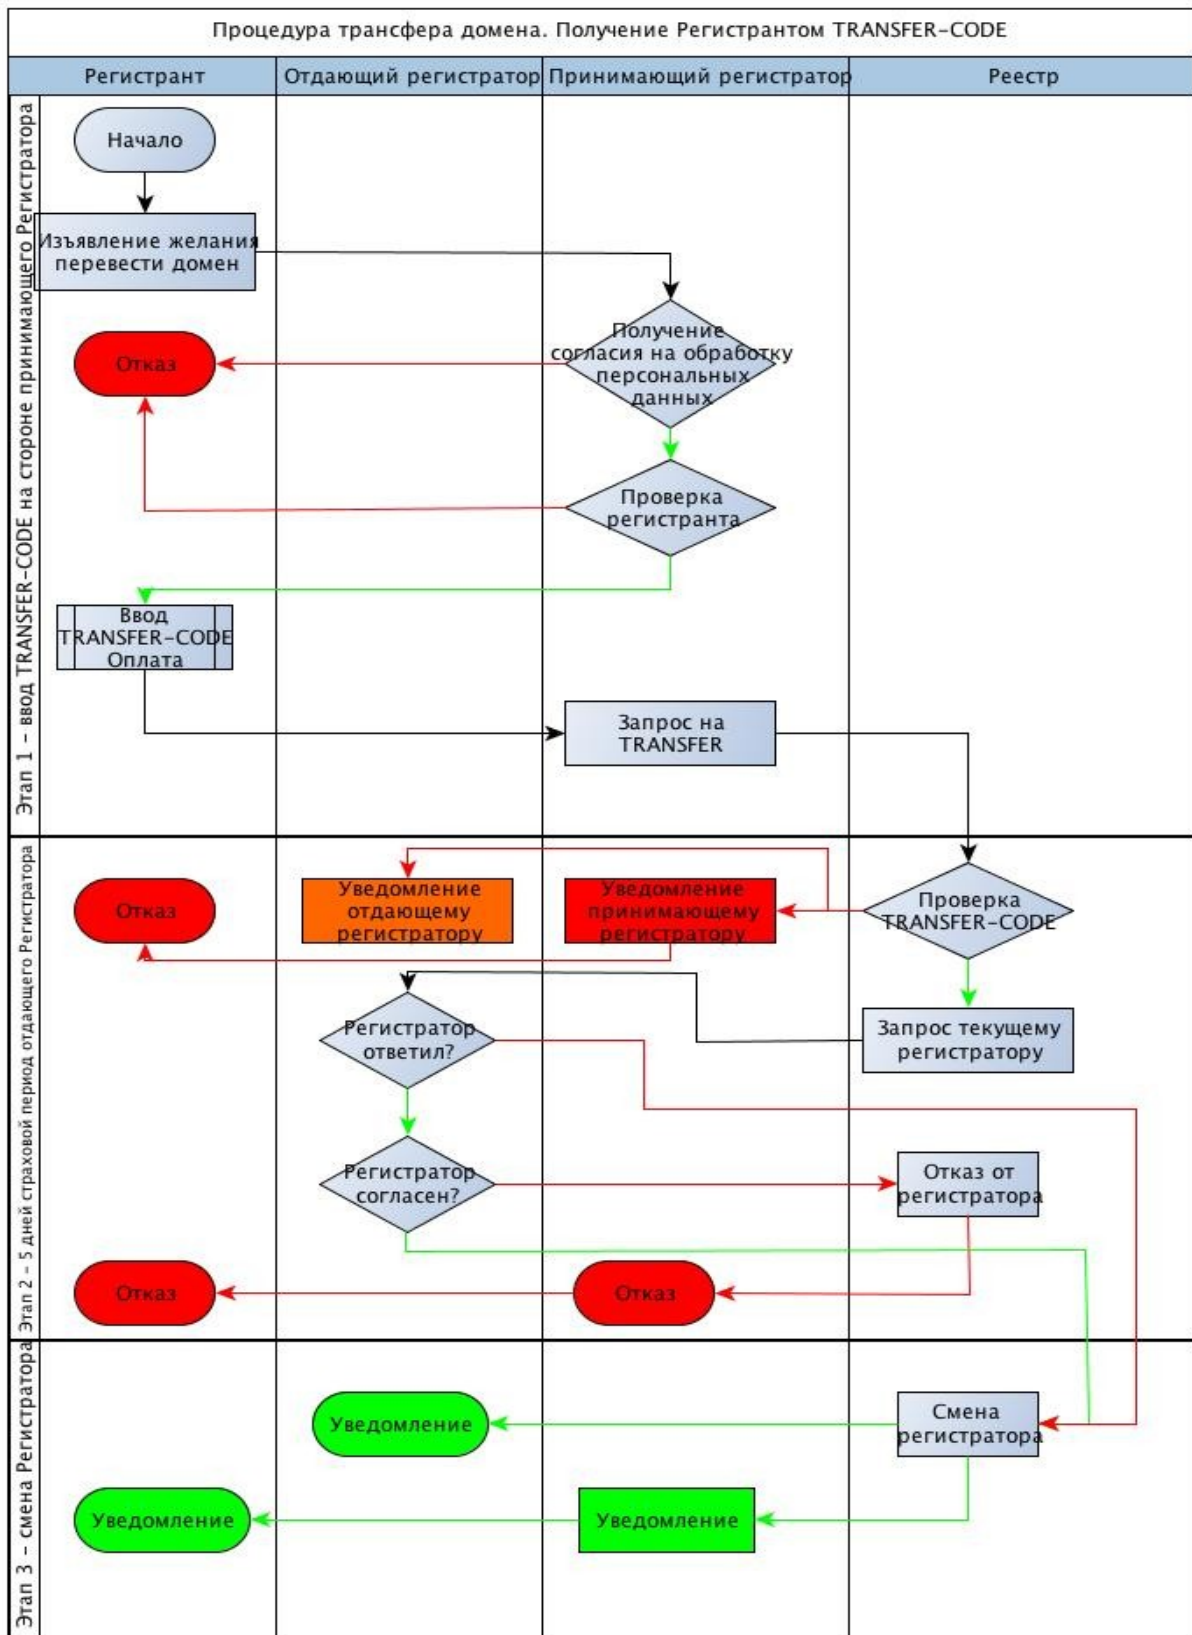 Процедура трансфера домена. Получение Регистрантом TRANSFER-CODE
Регистрант
Отдающий регистратор
Принимающий регистратор
Реестр
Этап 1 - ввод TRANSFER-CODE на стороне принимающего Регистратора
Начало
Изъявление желания
перевести домен
Получение
согласия на обработку
персональных
данных
Отказ
Проверка
регистранта
Ввод
TRANSFER-CODE
Оплата
Запрос на
TRANSFER
Этап 2 - 5 дней страховой период отдающего Регистратора
Отказ
Уведомление
отдающему
регистратору
Уведомление
принимающему
регистратору
Проверка
TRANSFER-CODE
Регистратор
ответил?
Запрос текущему
регистратору
Регистратор
согласен?
Отказ от
регистратора
Отказ
Отказ
Этап 3 - смена Регистратора
Уведомление
Смена
регистратора
Уведомление
Уведомление